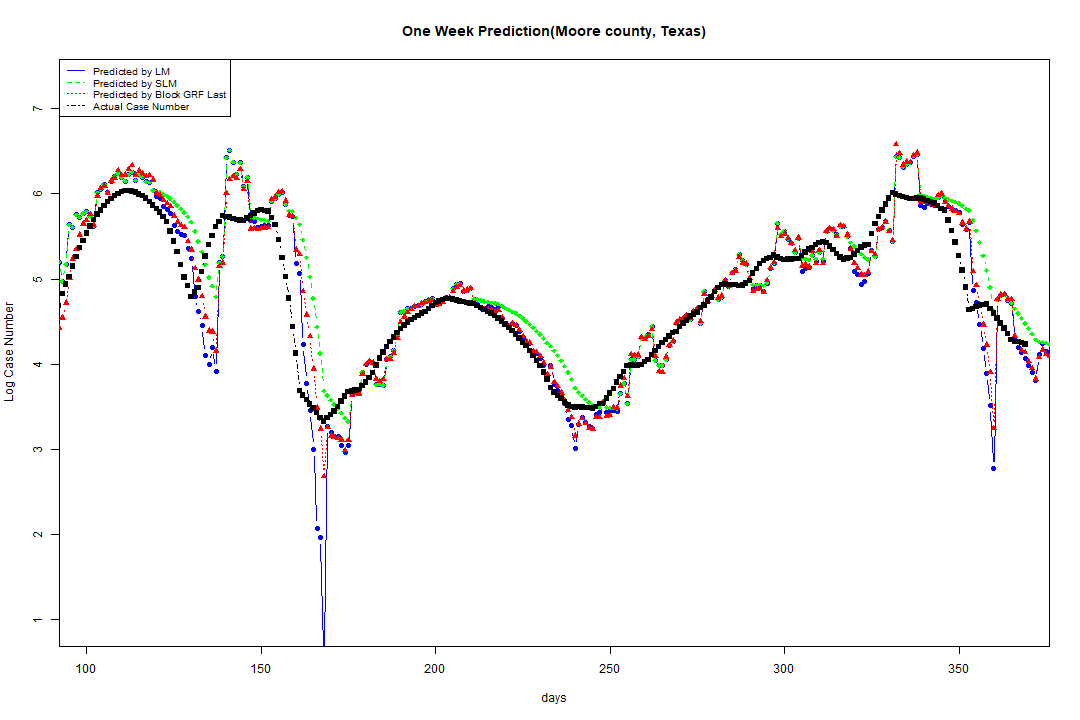 One Week Prediction(Moore county, Texas)
Predicted by LM
Predicted by SLM
Predicted by Block GRF Last
Actual Case Number
Log Case Number
7
6
5
4
3
2
1
100 150 200 250 300 350
days